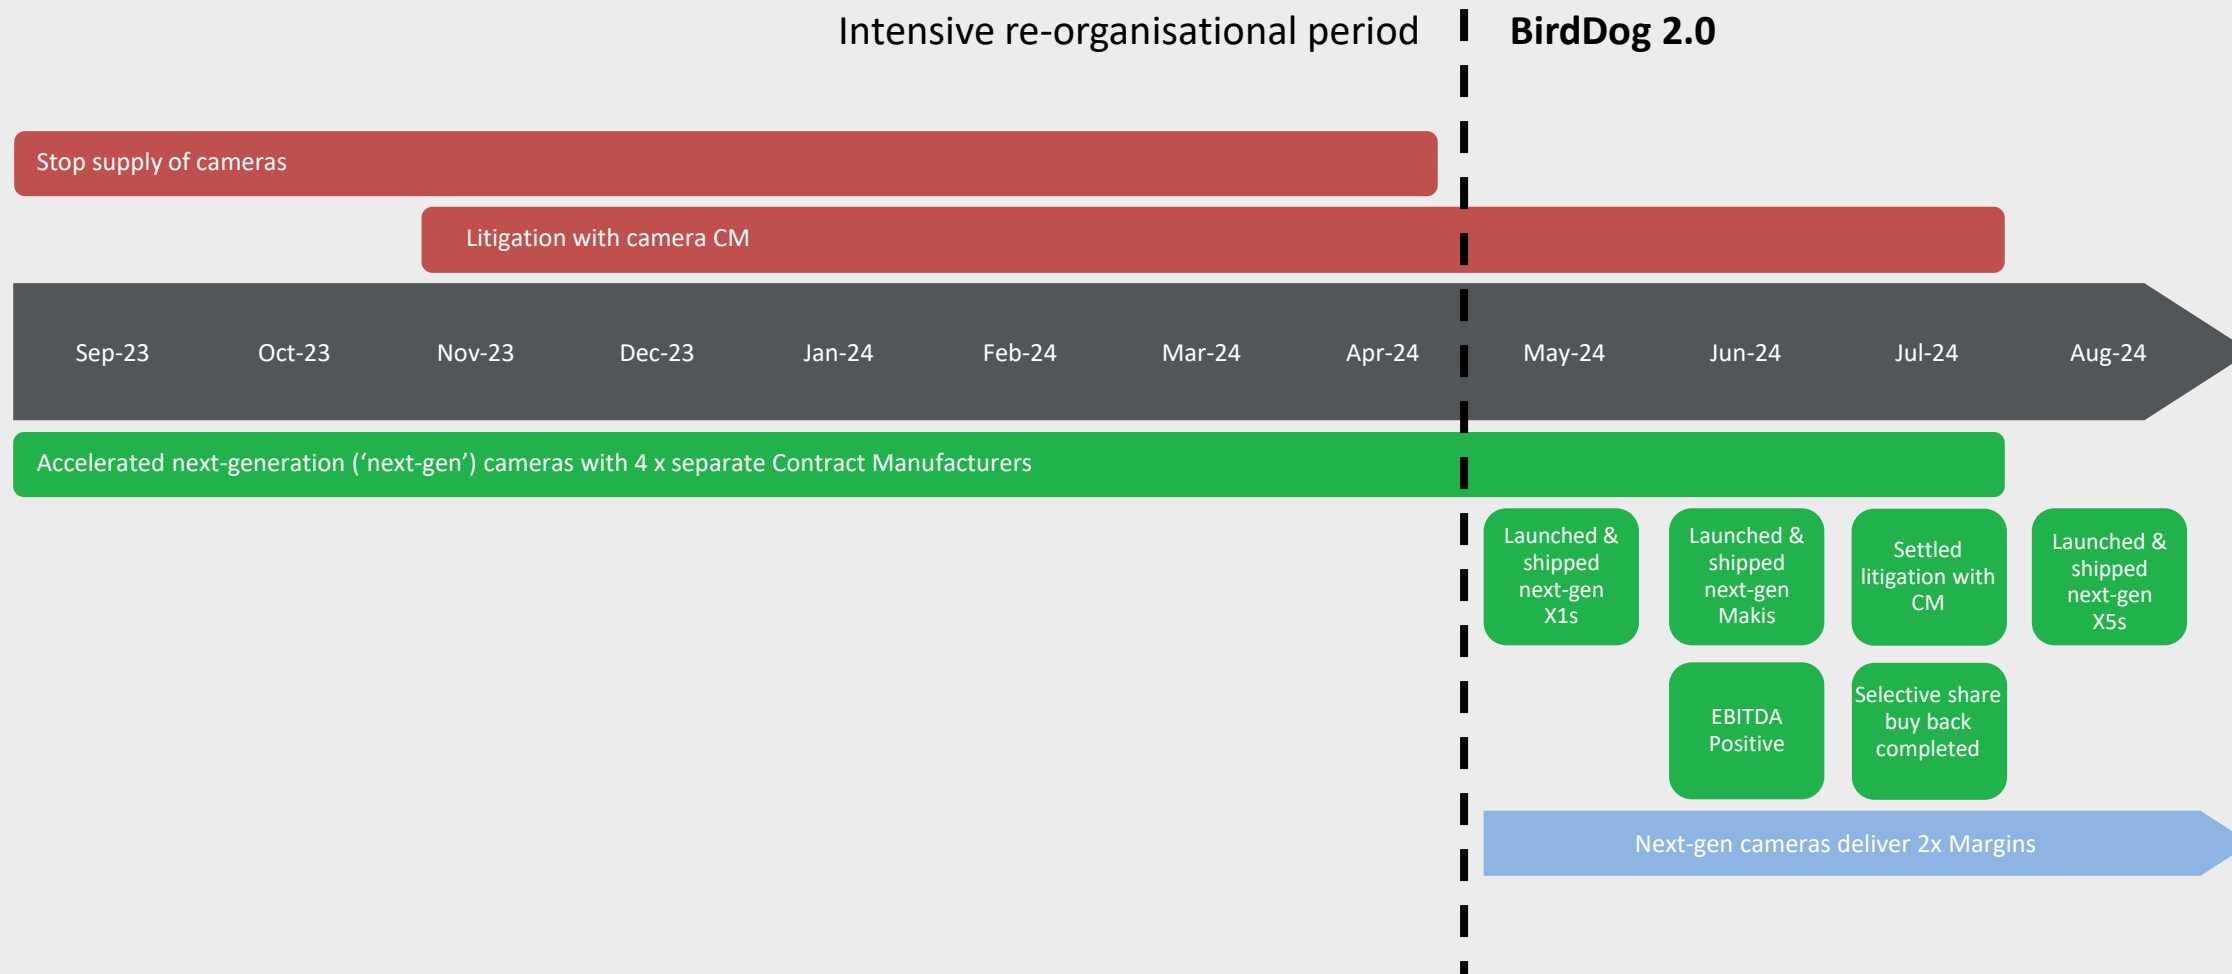 Intensive re-organisational period
BirdDog 2.0
Stop supply of cameras
Litigation with camera CM
Sep-23
Oct-23
Nov-23
Dec-23
Jan-24
Feb-24
Mar-24
Apr-24
May-24
Jun-24
Jul-24
Aug-24
Accelerated next-generation (‘next-gen’) cameras with 4 x separate Contract Manufacturers
Launched &
shipped
next-gen
X1s
Launched &
shipped
next-gen
Makis
Settled
litigation with
CM
Launched &
shipped
next-gen
X5s
EBITDA
Positive
Selective share
buy back
completed
Next-gen cameras deliver 2x Margins